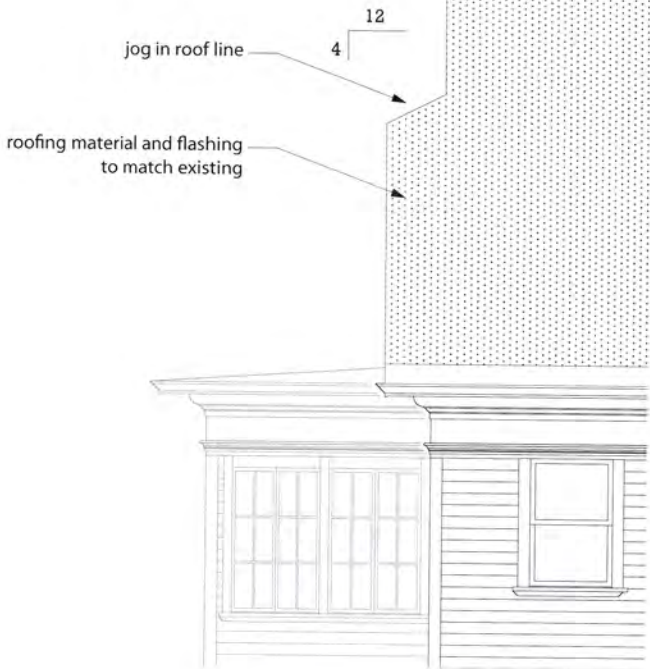 12
4
jog in roof line
roofing material and flashing
to match existing